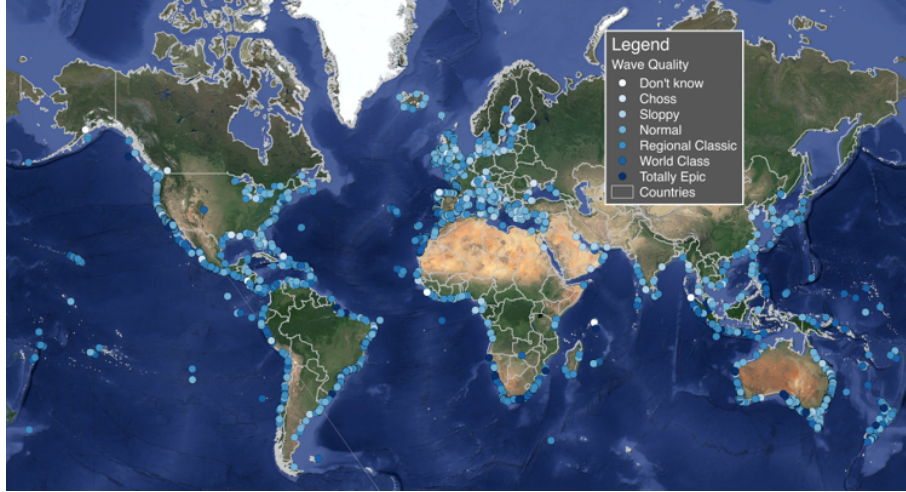 Legend
Wave Quality
Don't know
Choss
Sloppy
Normal
Regional Classic
World Class
Totally Epic
Countries